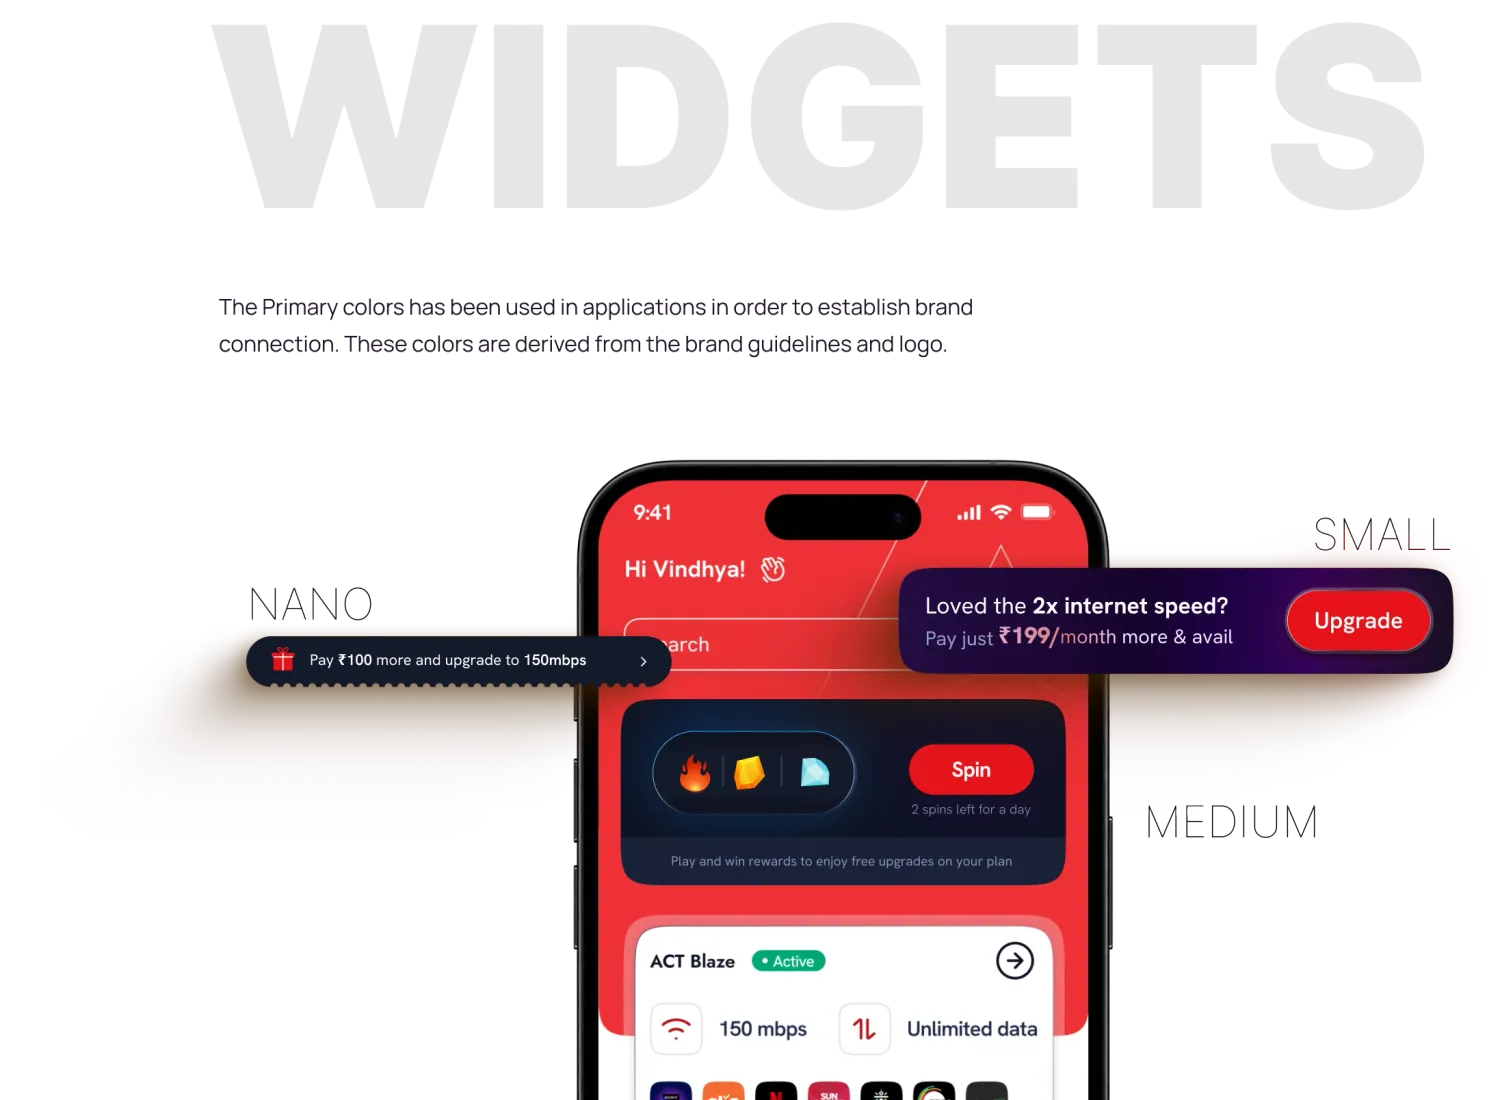 WIDGETS
The Primary colors has been used in applications in order to establish brand
connection. These colors are derived from the brand guidelines and logo.
9:41
SMALL
Hi Vindhya!
NANO
Loved the 2x internet speed?
Pay just ₹199/month more & avail
Upgrade
arch
Pay ₹100 more and upgrade to 150mbps
Spin
2 spins left for a day
MEDIUM
Play and win rewards to enjoy free upgrades on your plan
ACT Blaze
• Active
150 mbps
Unlimited data
SUN